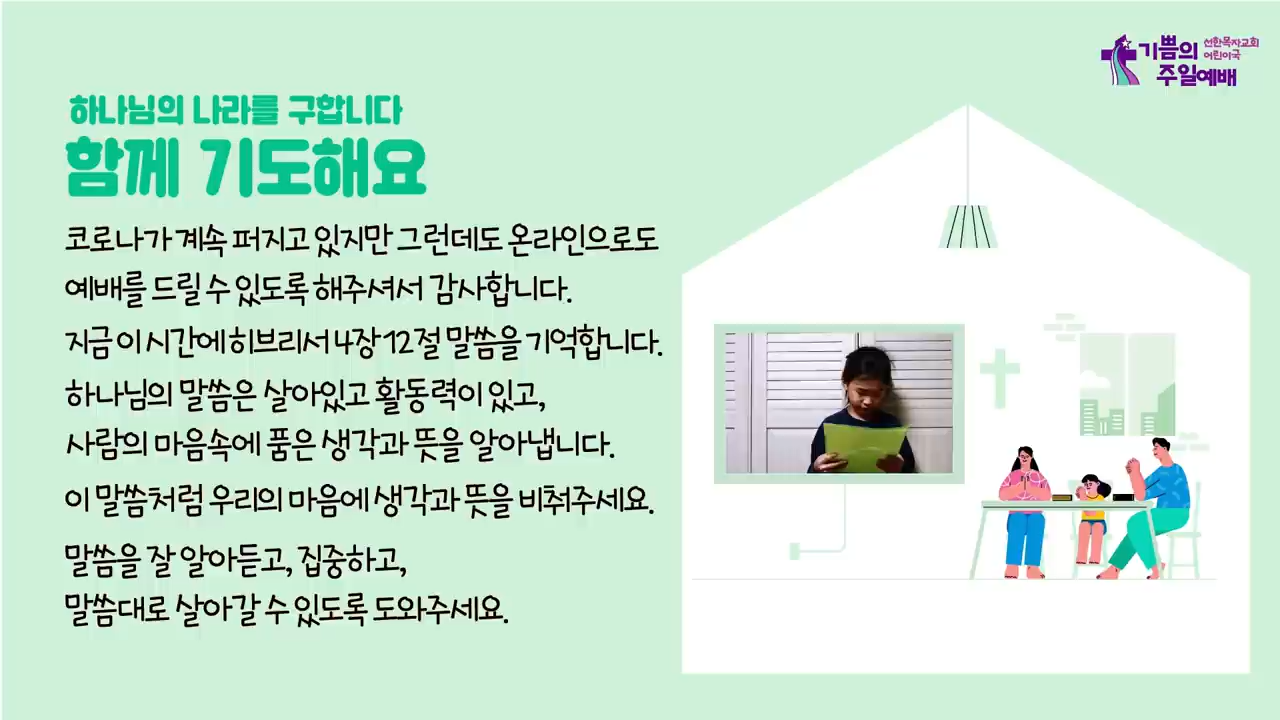 기쁨의
주일예배
선한목자교회
어린이국
하나님의 나라를 구합니다
함께 기도해요
코로나가 계속 퍼지고 있지만 그런데도 온라인으로도
예배를 드릴 수 있도록 해주셔서 감사합니다.
지금 이 시간에 히브리서 4장 12절 말씀을 기억합니다.
하나님의 말씀은 살아있고 활동력이 있고,
사람의 마음속에 품은 생각과 뜻을 알아냅니다.
이 말씀처럼 우리의 마음에 생각과 뜻을 비춰주세요.
말씀을 잘 알아듣고, 집중하고,
말씀대로 살아갈 수 있도록 도와주세요.